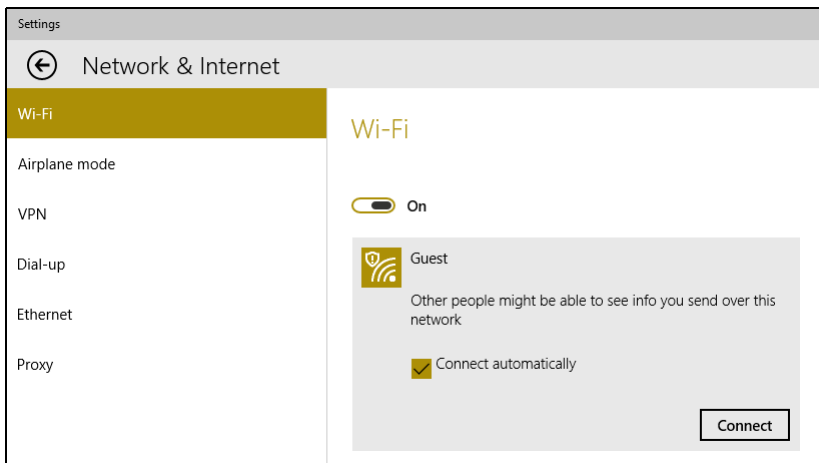 Settings
Network & Internet
Wi-Fi
Airplane mode
VPN
Dial-up
Ethernet
Proxy
Wi-Fi
On
Guest
Other people might be able to see info you send over this
network
Connect automatically
Connect